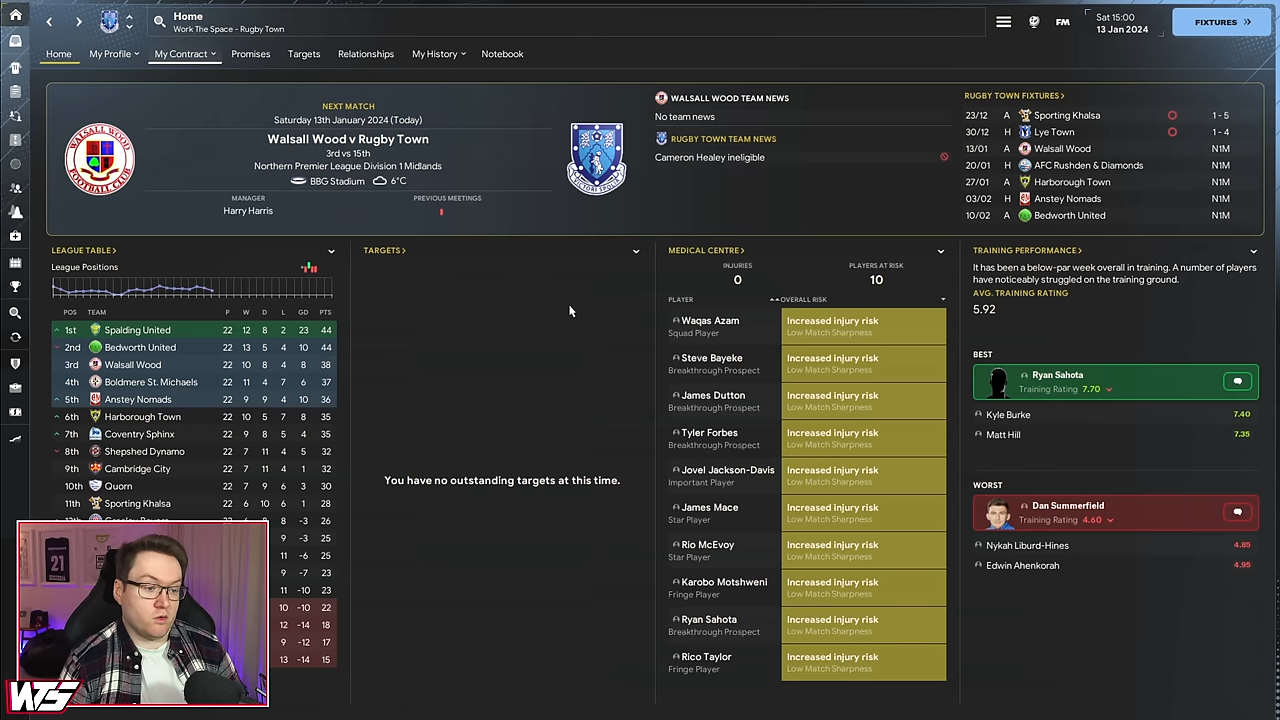 Home
Work The Space - Rugby Town
FM
Sat 15:00
13 Jan 2024
FIXTURES
Home
My Profile
My Contract
Promises
Targets
Relationships
My History
Notebook
NEXT MATCH
Saturday 13th January 2024 (Today)
Walsall Wood v Rugby Town
3rd vs 15th
Northern Premier League Division 1 Midlands
BBG Stadium 6°C
MANAGER
Harry Harris
PREVIOUS MEETINGS
WALSALL WOOD TEAM NEWS
No team news
RUGBY TOWN TEAM NEWS
Cameron Healey ineligible
RUGBY TOWN FIXTURES >
23/12 A Sporting Khalsa 1 - 5
30/12 H Lye Town 1 - 4
13/01 A Walsall Wood N1M
20/01 H AFC Rushden & Diamonds N1M
27/01 A Harborough Town N1M
03/02 H Anstey Nomads N1M
10/02 A Bedworth United N1M
LEAGUE TABLE >
League Positions
POS TEAM P W D L GD PTS
1st Spalding United 22 12 8 2 23 44
2nd Bedworth United 22 13 5 4 10 44
3rd Walsall Wood 22 10 8 4 8 38
4th Boldmere St. Michaels 22 11 4 7 6 37
5th Anstey Nomads 22 9 9 4 10 36
6th Harborough Town 22 10 5 7 8 35
7th Coventry Sphinx 22 9 8 5 4 35
8th Shepshed Dynamo 22 7 11 4 5 32
9th Cambridge City 22 7 11 4 1 32
10th Quorn 22 7 9 6 3 30
11th Sporting Khalsa 22 6 10 6 1 28
8 -3 26
9 -3 25
11 -6 25
9 -7 23
11 -10 23
10 -10 22
12 -14 18
9 -12 17
13 -14 15
21
WTS
TARGETS >
You have no outstanding targets at this time.
MEDICAL CENTRE >
INJURIES
0
PLAYERS AT RISK
10
PLAYER OVERALL RISK
Waqas Azam Increased injury risk
Squad Player Low Match Sharpness
Steve Bayeke Increased injury risk
Breakthrough Prospect Low Match Sharpness
James Dutton Increased injury risk
Breakthrough Prospect Low Match Sharpness
Tyler Forbes Increased injury risk
Breakthrough Prospect Low Match Sharpness
Jovel Jackson-Davis Increased injury risk
Important Player Low Match Sharpness
James Mace Increased injury risk
Star Player Low Match Sharpness
Rio McEvoy Increased injury risk
Star Player Low Match Sharpness
Karobo Motshweni Increased injury risk
Fringe Player Low Match Sharpness
Ryan Sahota Increased injury risk
Breakthrough Prospect Low Match Sharpness
Rico Taylor Increased injury risk
Fringe Player Low Match Sharpness
TRAINING PERFORMANCE >
It has been a below-par week overall in training. A number of players
have noticeably struggled on the training ground.
AVG. TRAINING RATING
5.92
BEST
Ryan Sahota
Training Rating 7.70
Kyle Burke 7.40
Matt Hill 7.35
WORST
Dan Summerfield
Training Rating 4.60
Nykah Liburd-Hines 4.85
Edwin Ahenkorah 4.95